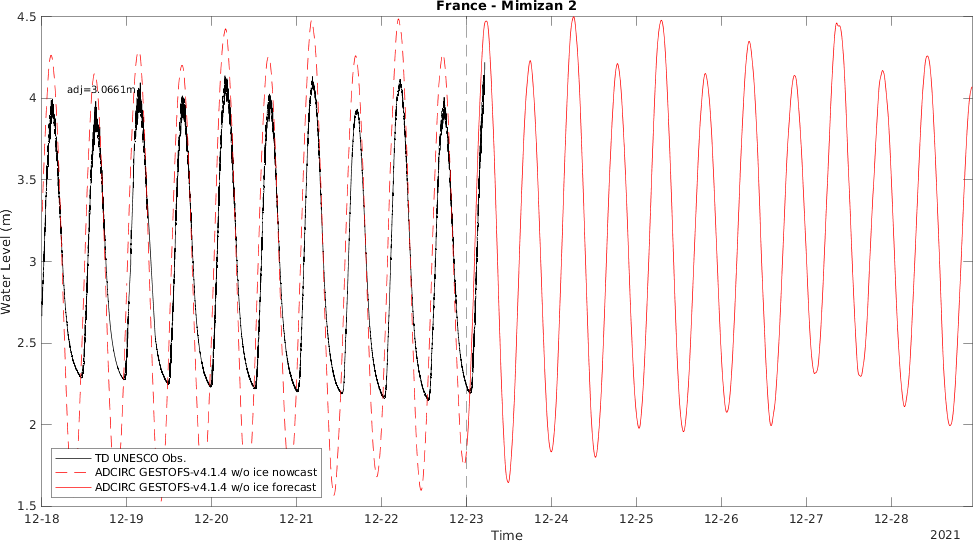 France - Mimizan 2
4.5
4
3.5
3
2.5
2
1.5
Water Level (m)
adj=3.0661m
TD UNESCO Obs.
ADCIRC GESTOFS-v4.1.4 w/o ice nowcast
ADCIRC GESTOFS-v4.1.4 w/o ice forecast
12-18 12-19 12-20 12-21 12-22 12-23 12-24 12-25 12-26 12-27 12-28
Time
2021